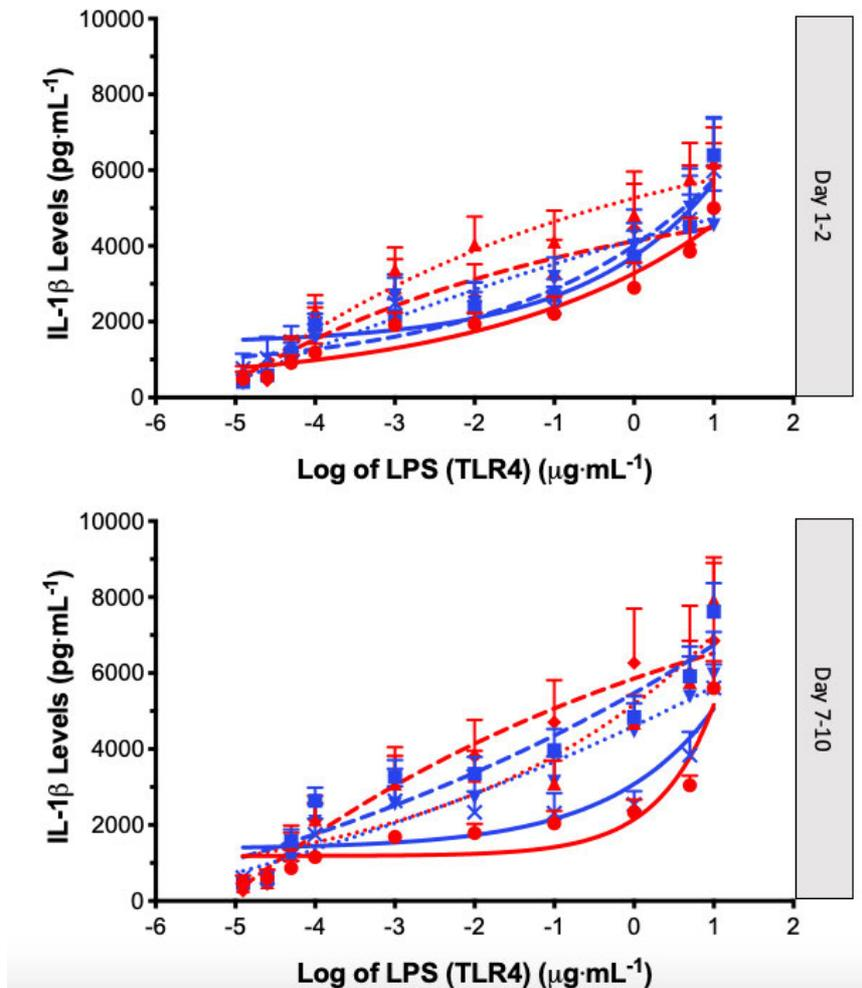 10000
8000
6000
4000
2000
0
IL-1β Levels (pg·mL⁻¹)
-6 -5 -4 -3 -2 -1 0 1 2
Log of LPS (TLR4) (μg·mL⁻¹)
Day 1-2
10000
8000
6000
4000
2000
0
IL-1β Levels (pg·mL⁻¹)
-6 -5 -4 -3 -2 -1 0 1 2
Log of LPS (TLR4) (μg·mL⁻¹)
Day 7-10